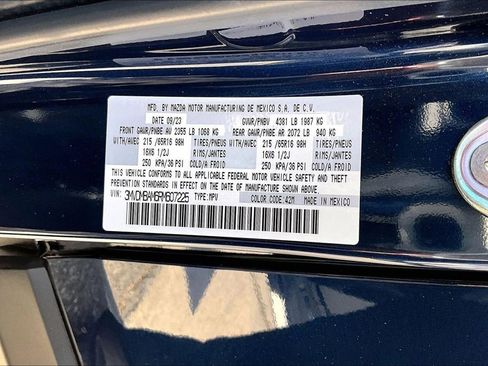 MFD. BY MAZDA MOTOR MANUFACTURING DE MEXICO S.A. DE C.V.
DATE 09/23 GVWR/PNBV 4381 LB 1987 KG
FRONT GAWR/PNBE AV 2355 LB 1068 KG REAR GAWR/PNBE AR 2072 LB 940 KG
WITH/AVEC 215/65R16 98H TIRES/PNEUS WITH/AVEC 215/65R16 98H TIRES/PNEUS
16X6 1/2J RIMS/JANTES 16X6 1/2J RIMS/JANTES
250 KPA/36 PSI COLD/A FROID 250 KPA/36 PSI COLD/A FROID
THIS VEHICLE CONFORMS TO ALL APPLICABLE FEDERAL MOTOR VEHICLE SAFETY AND THEFT
PREVENTION STANDARDS IN EFFECT ON THE DATE OF MANUFACTURE SHOWN ABOVE.
VIN: 3MVDMBAM6RM607225 TYPE:MPV COLOR CODE:42M MADE IN MEXICO